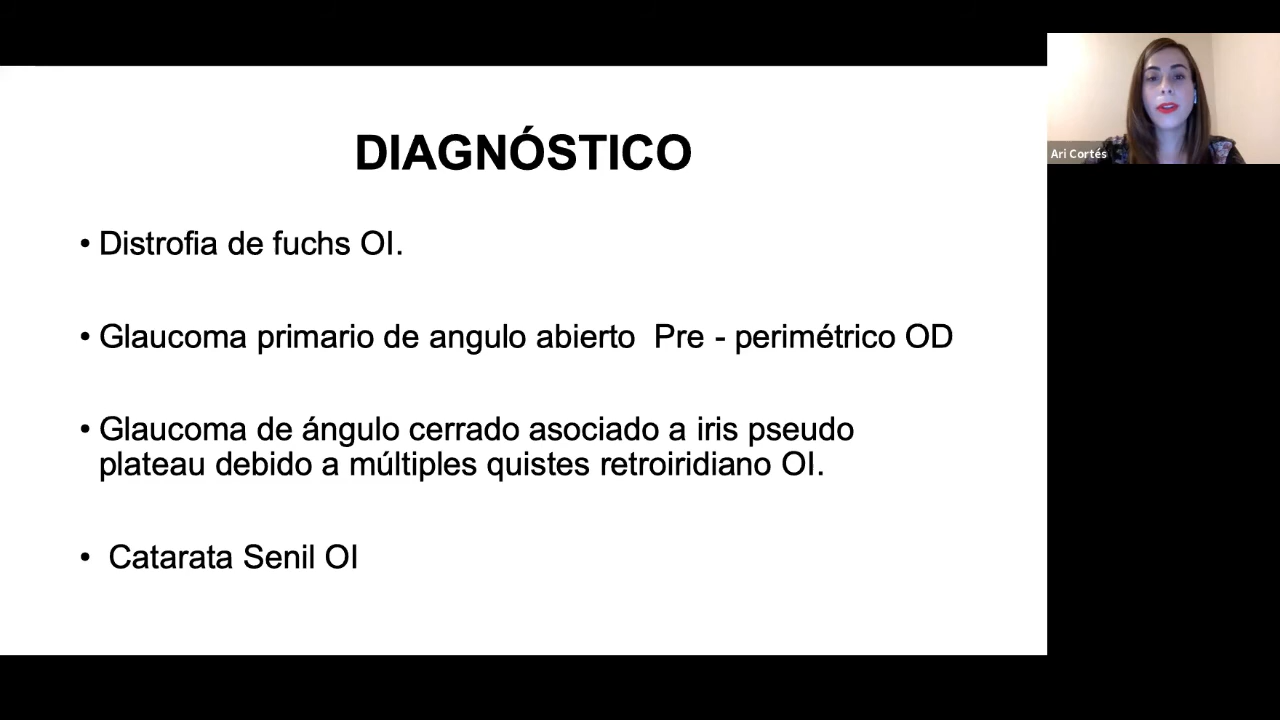 DIAGNÓSTICO
• Distrofia de fuchs OI.
• Glaucoma primario de angulo abierto  Pre - perimétrico OD
• Glaucoma de ángulo cerrado asociado a iris pseudo
plateau debido a múltiples quistes retroiridiano OI.
• Catarata Senil OI
Ari Cortés